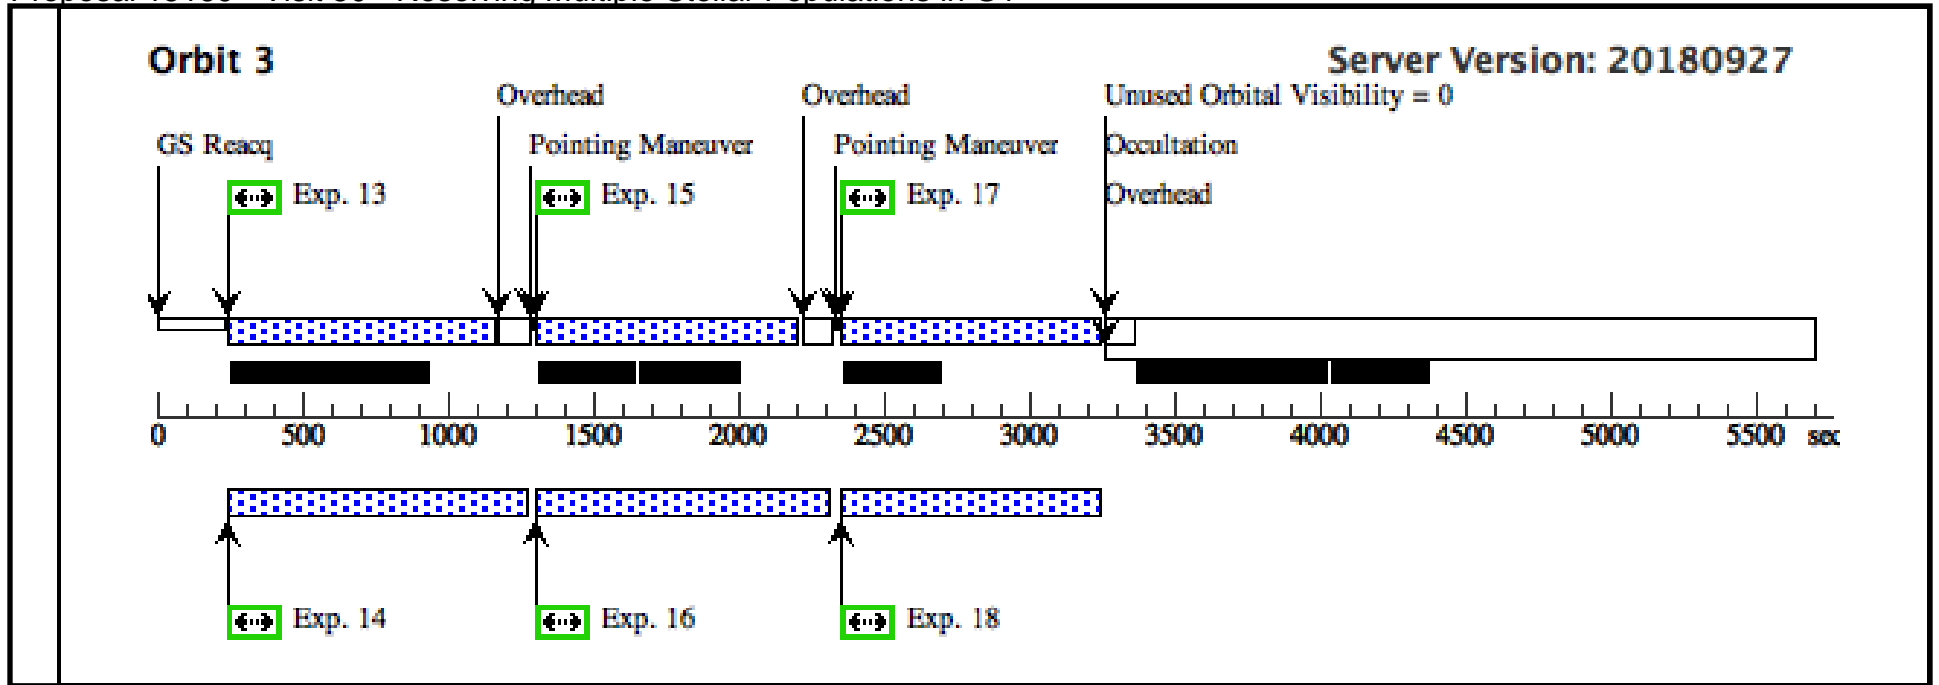 Orbit 3
Server Version: 20180927
Overhead Overhead Unused Orbital Visibility = 0
GS Reacq Pointing Maneuver Pointing Maneuver Occultation
Exp. 13 Exp. 15 Exp. 17 Overhead
0 500 1000 1500 2000 2500 3000 3500 4000 4500 5000 5500 sec
Exp. 14 Exp. 16 Exp. 18